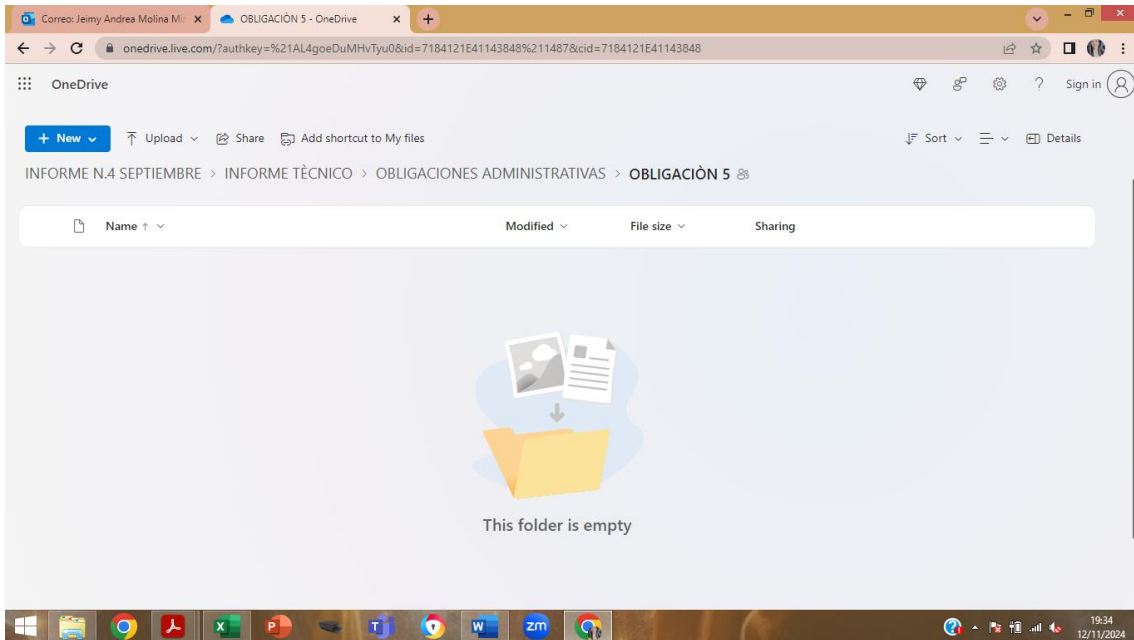 Correo: Jeimy Andrea Molina Mi
OBLIGACIÒN 5 - OneDrive
onedrive.live.com/?authkey=%21AL4goeDuMHvTyu0&id=7184121E41143848%211487&cid=7184121E41143848
OneDrive
? Sign in
+ New Upload Share Add shortcut to My files Sort Details
INFORME N.4 SEPTIEMBRE > INFORME TÈCNICO > OBLIGACIONES ADMINISTRATIVAS > OBLIGACIÒN 5
Name ↑ Modified File size Sharing
This folder is empty
zm
19:34
12/11/2024